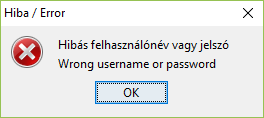 Hiba / Error
Hibás felhasználónév vagy jelszó
Wrong username or password
OK